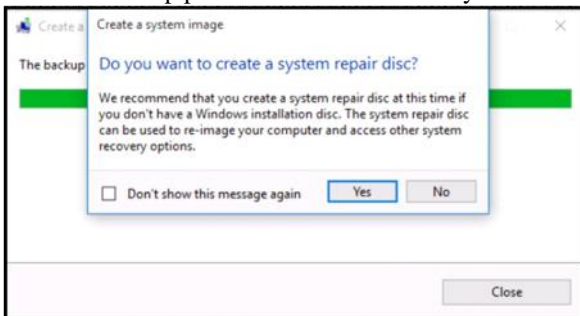 Create a
Create a system image
The backup
Do you want to create a system repair disc?
We recommend that you create a system repair disc at this time if
you don't have a Windows installation disc. The system repair disc
can be used to re-image your computer and access other system
recovery options.
Don't show this message again
Yes
No
Close